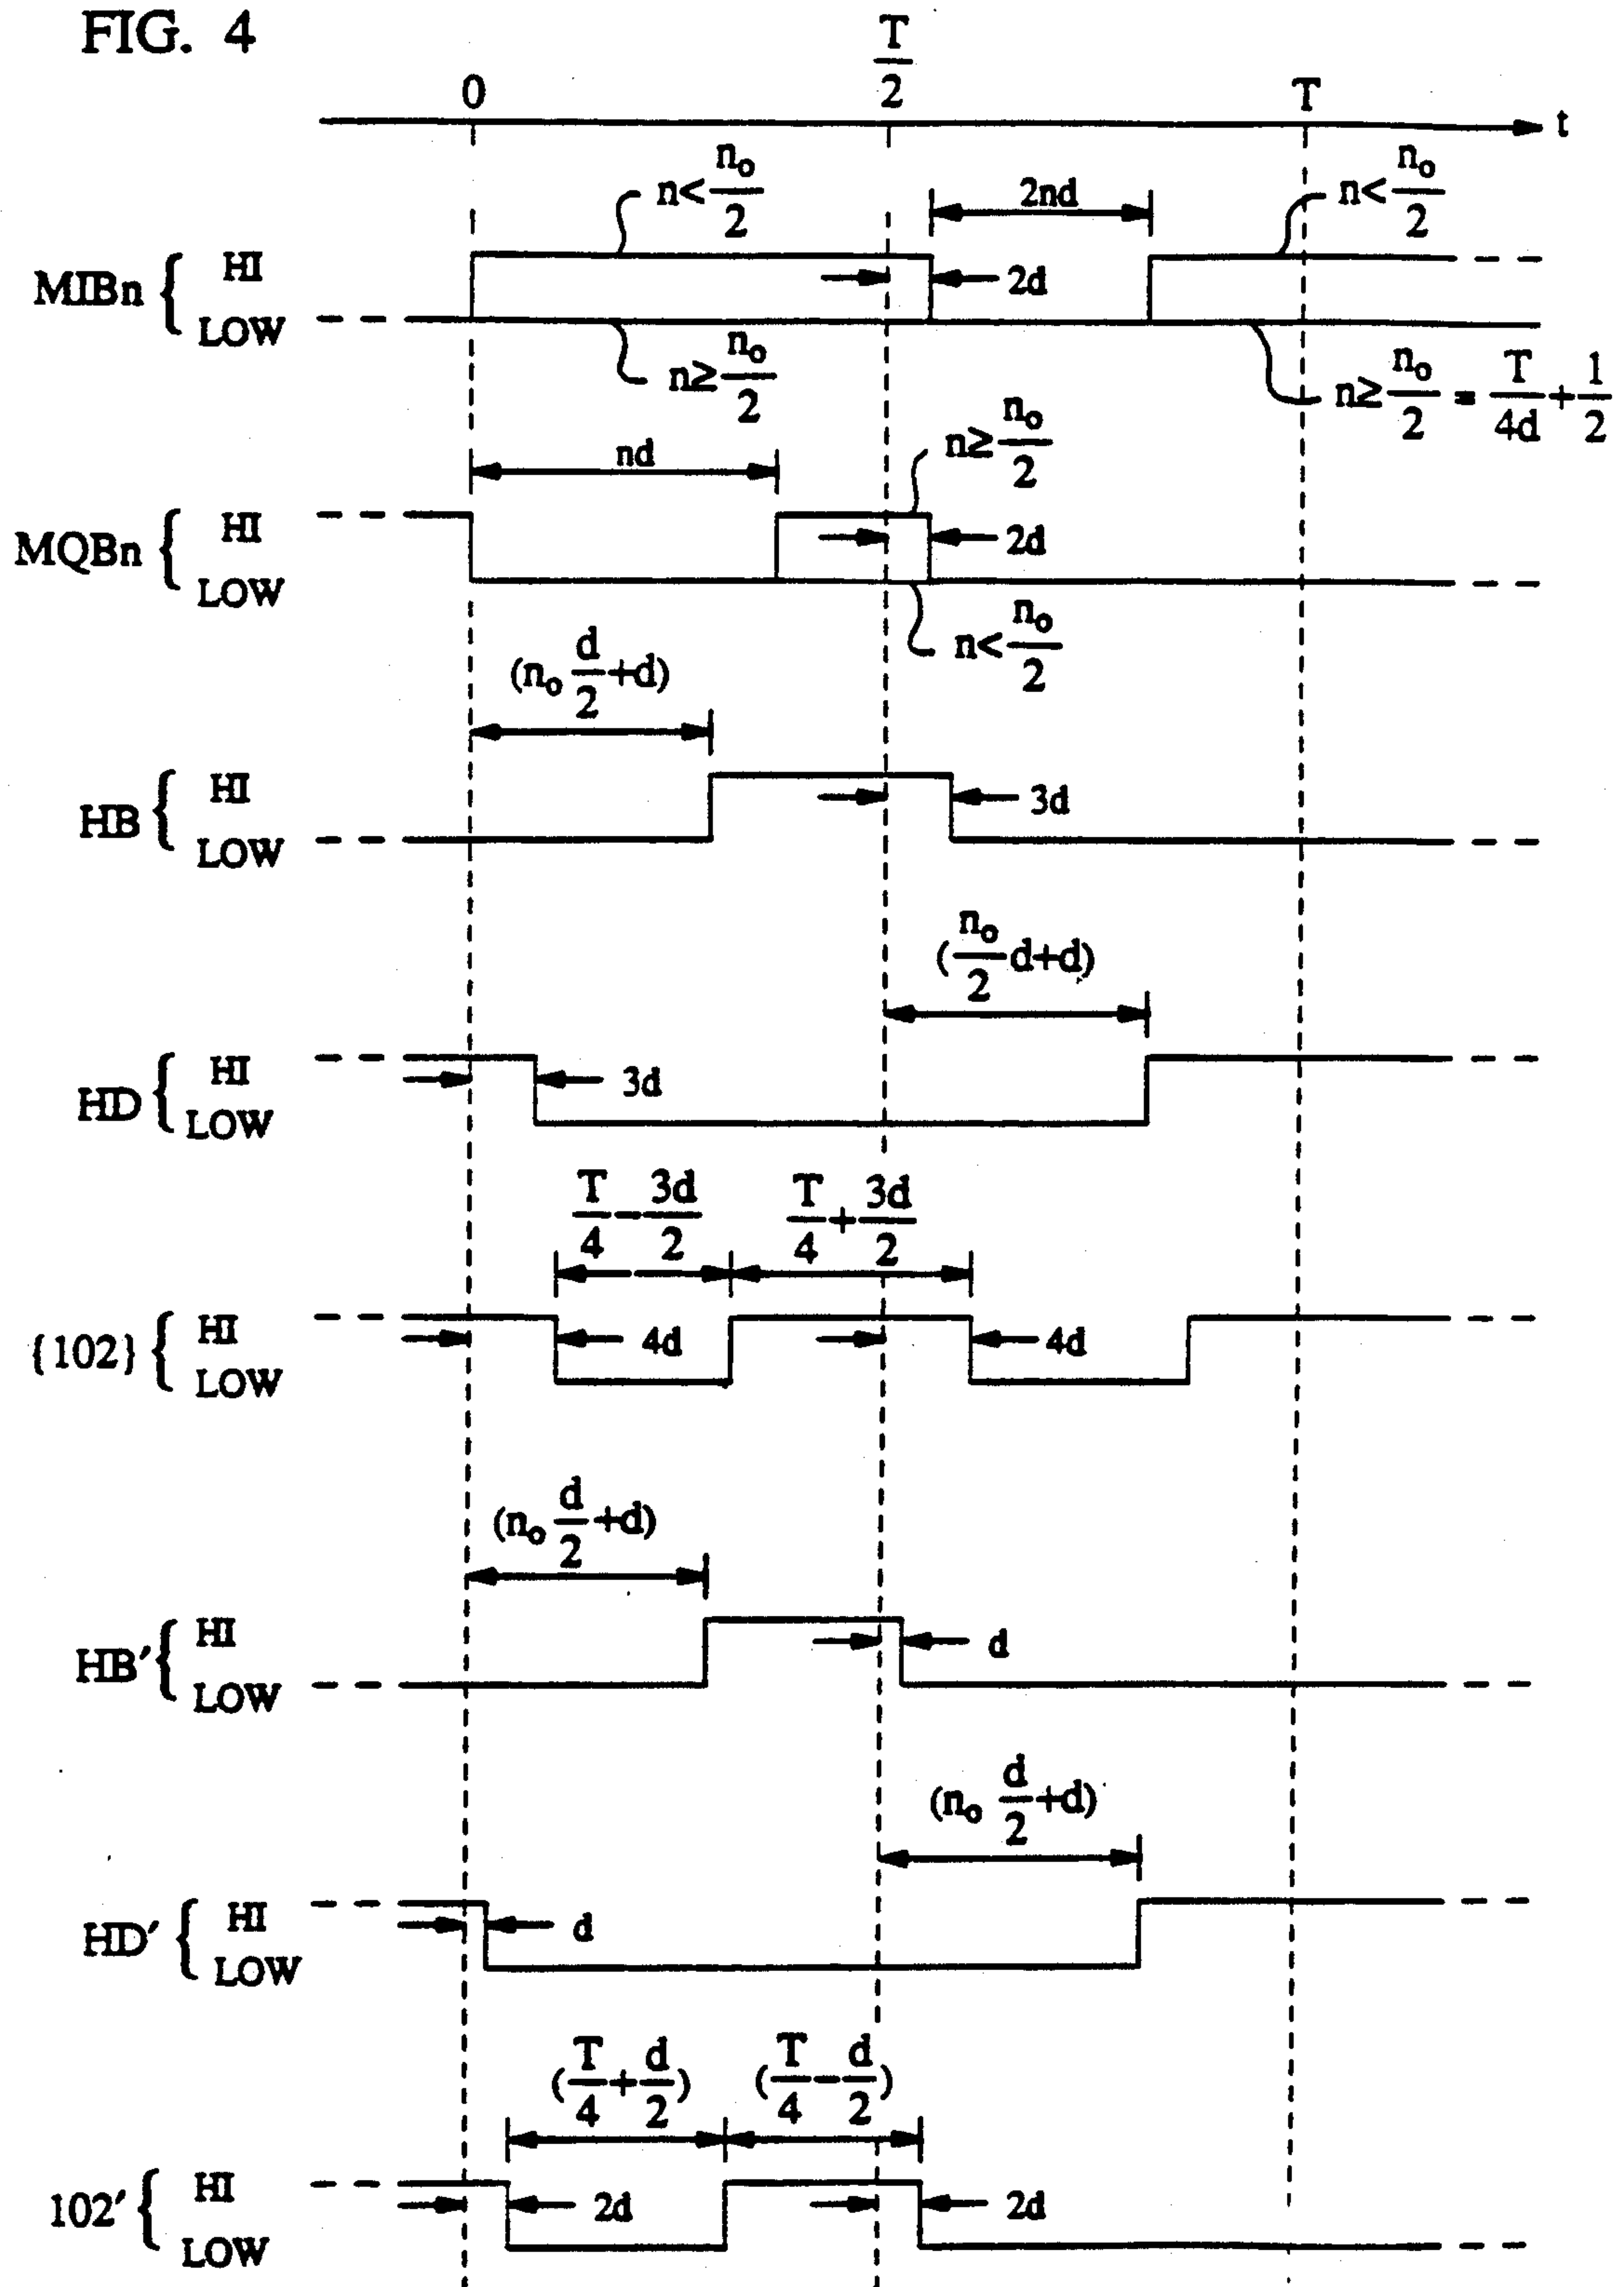 FIG. 4
0 T/2 T t
n<n₀/2 2nd n<n₀/2
MIBn { HI LOW 2d
n≥n₀/2 n≥n₀/2 = T/4d+1/2
nd n≥n₀/2
MQBn { HI LOW 2d
n<n₀/2
(n₀ d/2+d)
HB { HI LOW 3d
(n₀/2 d+d)
HD { HI LOW 3d
T/4−3d/2 T/4+3d/2
{102} { HI LOW 4d 4d
(n₀ d/2+d)
HB′ { HI LOW d
(n₀ d/2+d)
HD′ { HI LOW d
(T/4+d/2) (T/4−d/2)
102′ { HI LOW 2d 2d